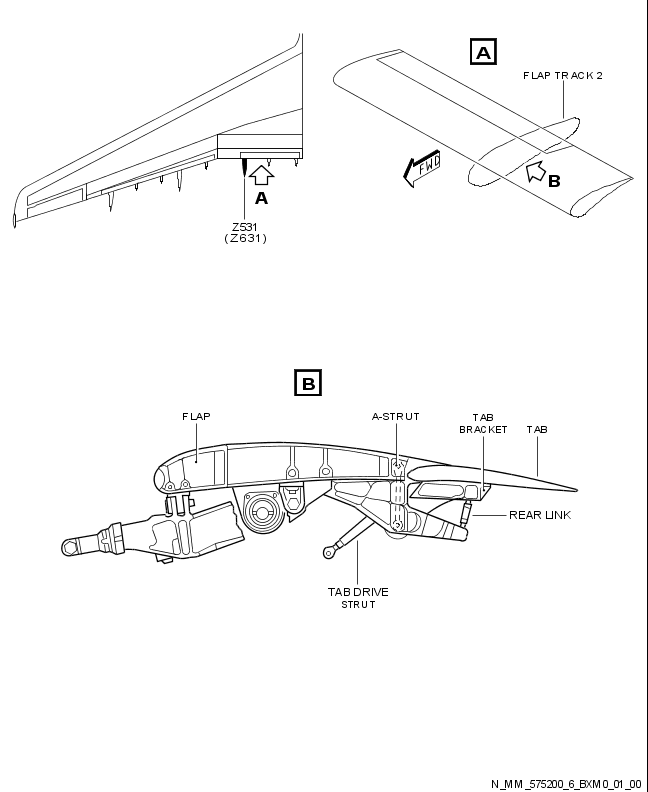 A
FLAP TRACK 2
FWD
B
A
Z531
(Z631)
B
FLAP
A-STRUT
TAB
BRACKET
TAB
REAR LINK
TAB DRIVE
STRUT
N_MM_575200_6_BXM0_01_00